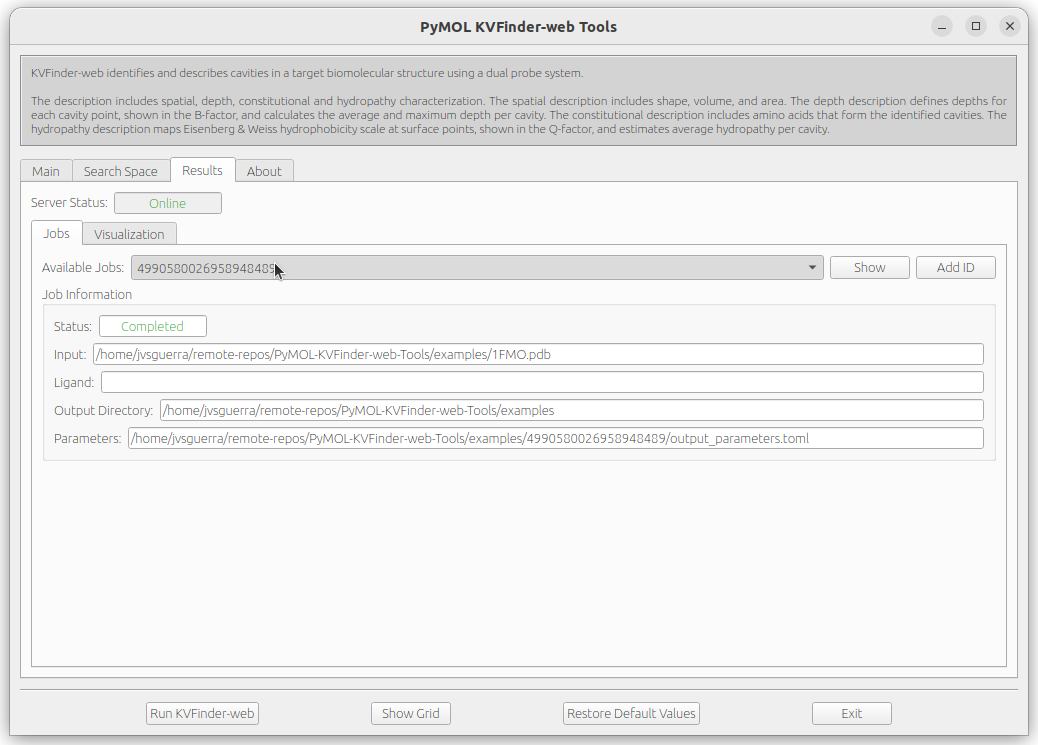 PyMOL KVFinder-web Tools
KVFinder-web identifies and describes cavities in a target biomolecular structure using a dual probe system.
The description includes spatial, depth, constitutional and hydropathy characterization. The spatial description includes shape, volume, and area. The depth description defines depths for
each cavity point, shown in the B-factor, and calculates the average and maximum depth per cavity. The constitutional description includes amino acids that form the identified cavities. The
hydropathy description maps Eisenberg & Weiss hydrophobicity scale at surface points, shown in the Q-factor, and estimates average hydropathy per cavity.
Main Search Space Results About
Server Status: Online
Jobs Visualization
Available Jobs: 4990580026958948489 Show Add ID
Job Information
Status: Completed
Input: /home/jvsguerra/remote-repos/PyMOL-KVFinder-web-Tools/examples/1FMO.pdb
Ligand:
Output Directory: /home/jvsguerra/remote-repos/PyMOL-KVFinder-web-Tools/examples
Parameters: /home/jvsguerra/remote-repos/PyMOL-KVFinder-web-Tools/examples/4990580026958948489/output_parameters.toml
Run KVFinder-web Show Grid Restore Default Values Exit